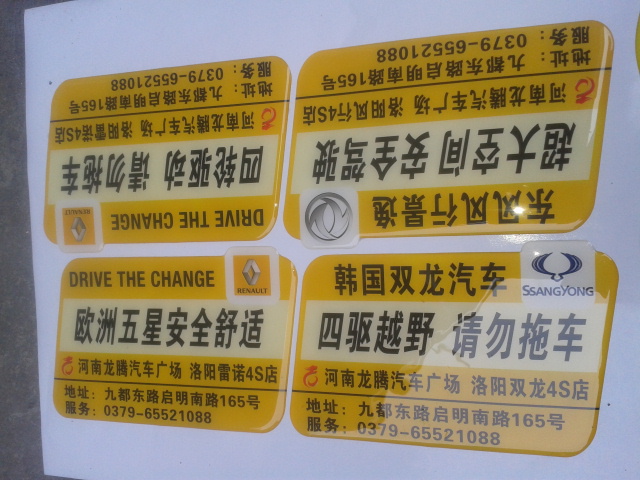 服务：0379-65521088
地址：九都东路启明南路165号
河南龙腾汽车广场 洛阳雷诺4S店
四轮驱动 请勿拖车
DRIVE THE CHANGE
RENAULT
服务：0379-65521088
地址：九都东路启明南路165号
河南龙腾汽车广场 洛阳风行4S店
超大空间 安全驾驶
东风风行景逸
DRIVE THE CHANGE
RENAULT
欧洲五星安全舒适
河南龙腾汽车广场 洛阳雷诺4S店
地址：九都东路启明南路165号
服务：0379-65521088
韩国双龙汽车
SSANGYONG
四驱越野 请勿拖车
河南龙腾汽车广场 洛阳双龙4S店
地址：九都东路启明南路165号
服务：0379-65521088